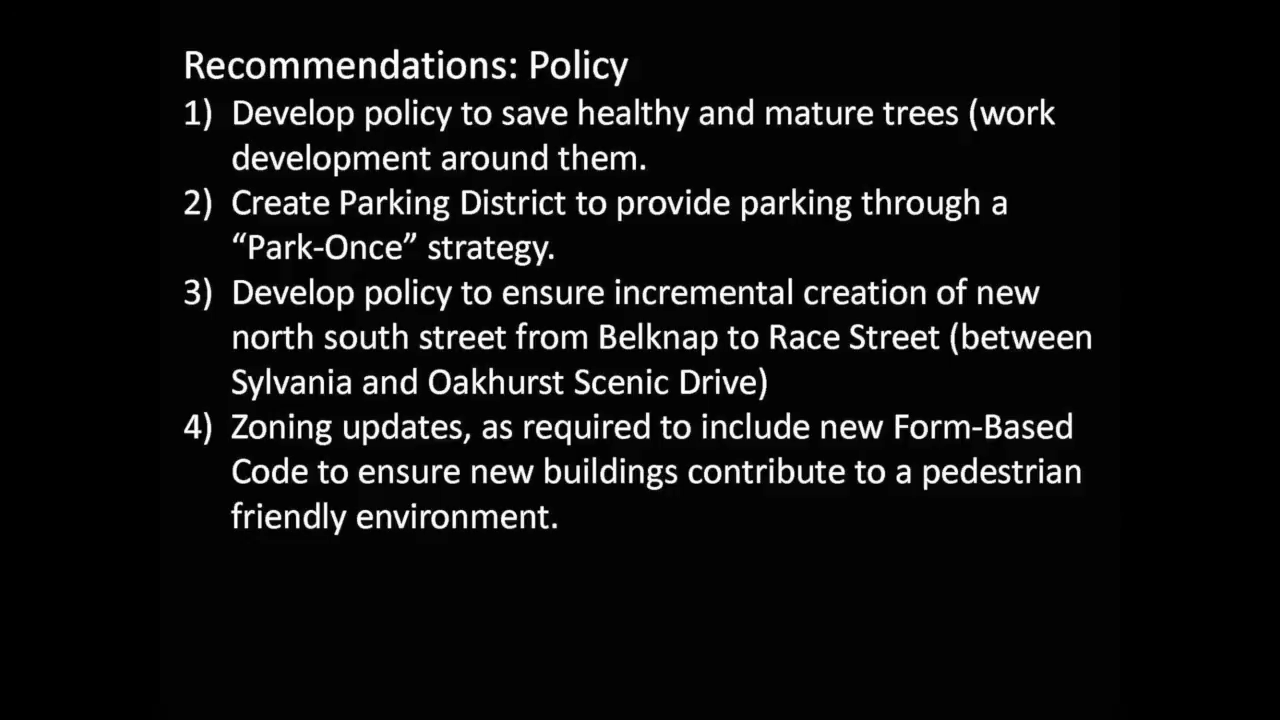 Recommendations: Policy
1) Develop policy to save healthy and mature trees (work
development around them.
2) Create Parking District to provide parking through a
“Park-Once” strategy.
3) Develop policy to ensure incremental creation of new
north south street from Belknap to Race Street (between
Sylvania and Oakhurst Scenic Drive)
4) Zoning updates, as required to include new Form-Based
Code to ensure new buildings contribute to a pedestrian
friendly environment.